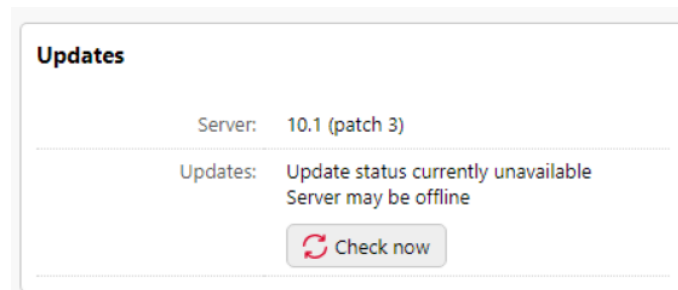 Updates
Server: 10.1 (patch 3)
Updates: Update status currently unavailable
Server may be offline
Check now